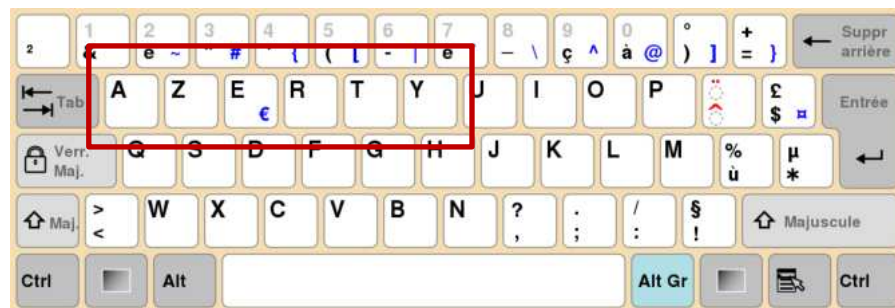 1 2 3 4 5 6 7 8 9 0 ° + ← Suppr
2 & é ~ " # ' { ( [ - | è _ \ ç ^ à @ ) ] = } arrière
Tab A Z E € R T Y U I O P ¨ ^ £ $ ¤ Entrée
Verr. Maj. Q S D F G H J K L M % ù µ *
Maj. > < W X C V B N ? , . ; / : § ! Majuscule
Ctrl Alt Alt Gr Ctrl